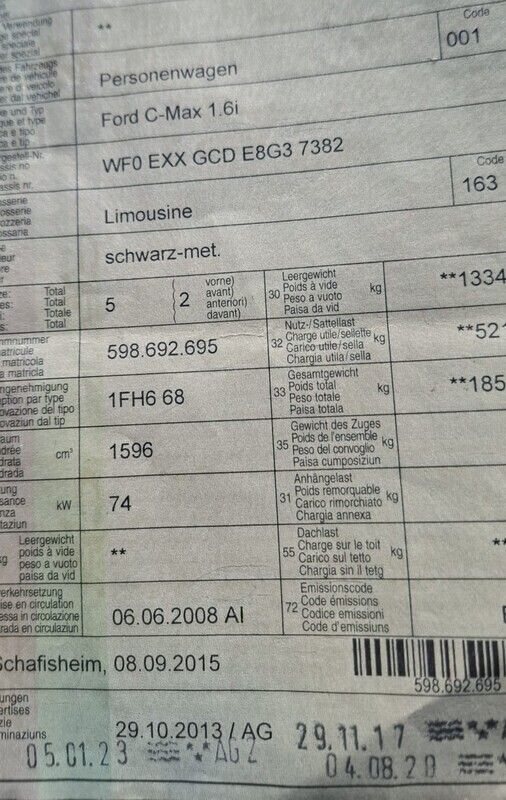 Verwendung
**
Code
001
Personenwagen
Ford C-Max 1.6i
WF0 EXX GCD E8G3 7382
Code
163
Limousine
schwarz-met.
Total
Total
Totale
Total
5
2
vorne)
avant)
anteriori)
davant)
30
Leergewicht
Poids à vide
Peso a vuoto
Paisa da vid
kg
**1334
598.692.695
32
Nutz-/Sattellast
Charge utile/sellette
Carico utile/sella
Chargia utila/sella
kg
**52
1FH6 68
33
Gesamtgewicht
Poids total
Peso totale
Paisa totala
kg
**185
cm³
1596
35
Gewicht des Zuges
Poids de l'ensemble
Peso del convoglio
Paisa cumposiziun
kg
kW
74
31
Anhängelast
Poids remorquable
Carico rimorchiato
Chargia annexa
kg
Leergewicht
poids à vide
peso a vuoto
paisa da vid
**
55
Dachlast
Charge sur le toit
Carico sul tetto
Chargia sin il tetg
kg
**
06.06.2008 AI
72
Emissionscode
Code émissions
Codice emissioni
Code d'emissiuns
Schafisheim, 08.09.2015
598.692.695
29.10.2013 / AG
29.11.17
05.01.23
AG2
04.08.20